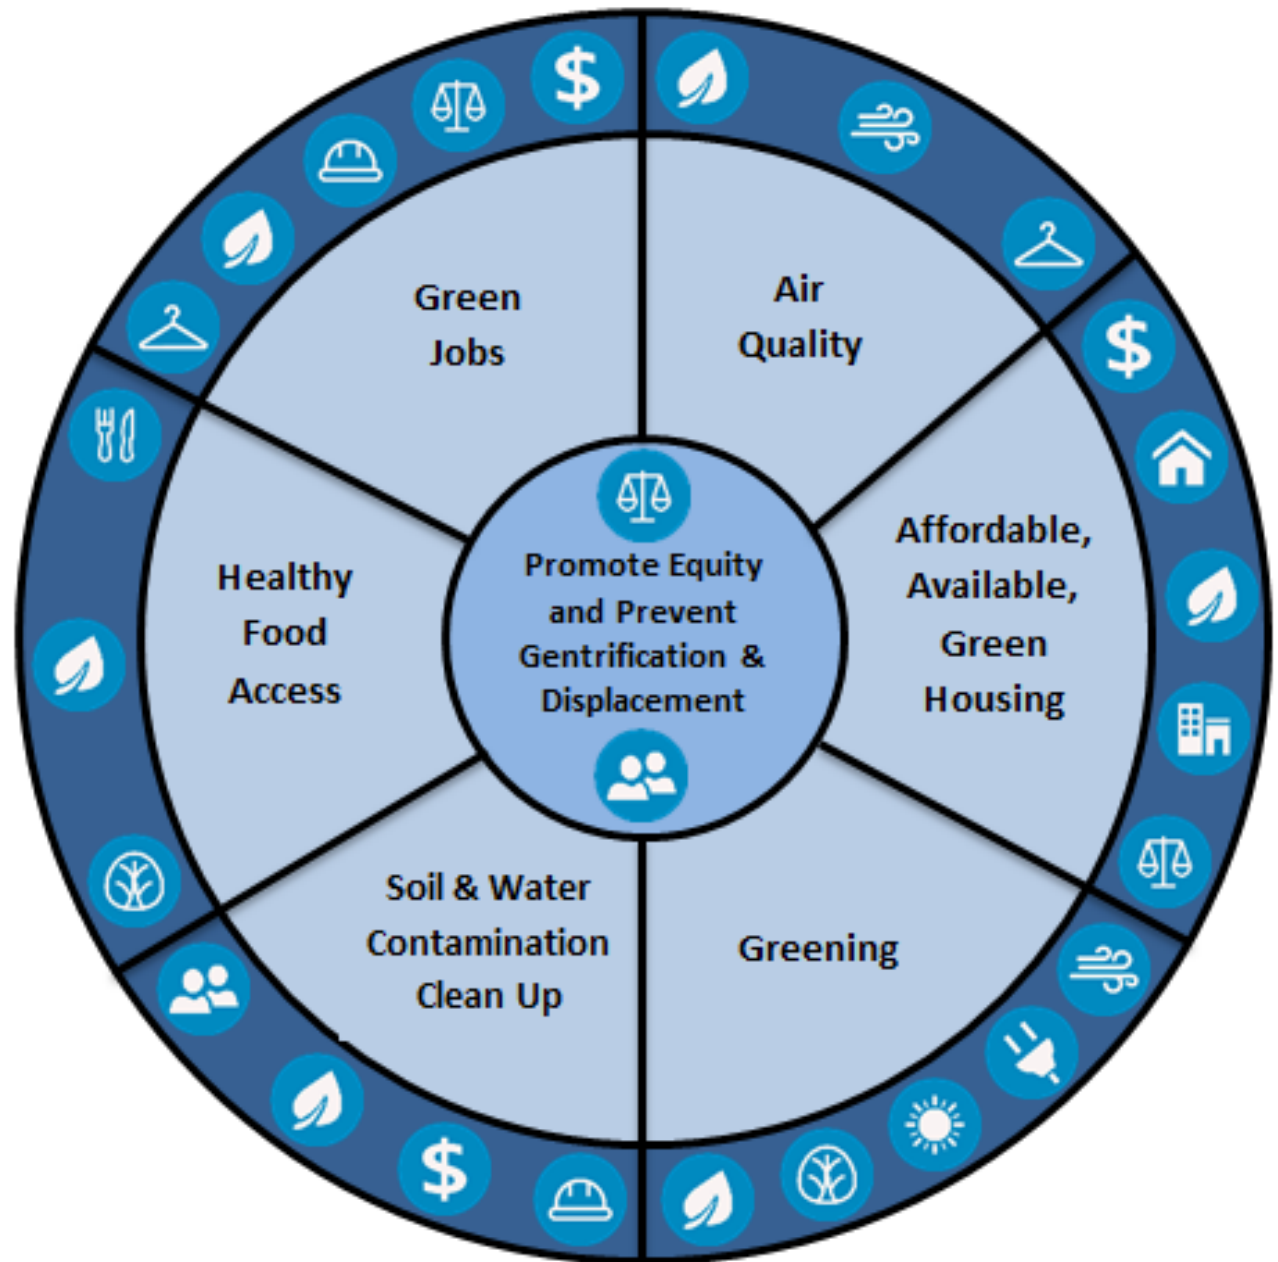 Green
Jobs
Air
Quality
Affordable,
Available,
Green
Housing
Greening
Soil & Water
Contamination
Clean Up
Healthy
Food
Access
Promote Equity
and Prevent
Gentrification &
Displacement
$
$
$